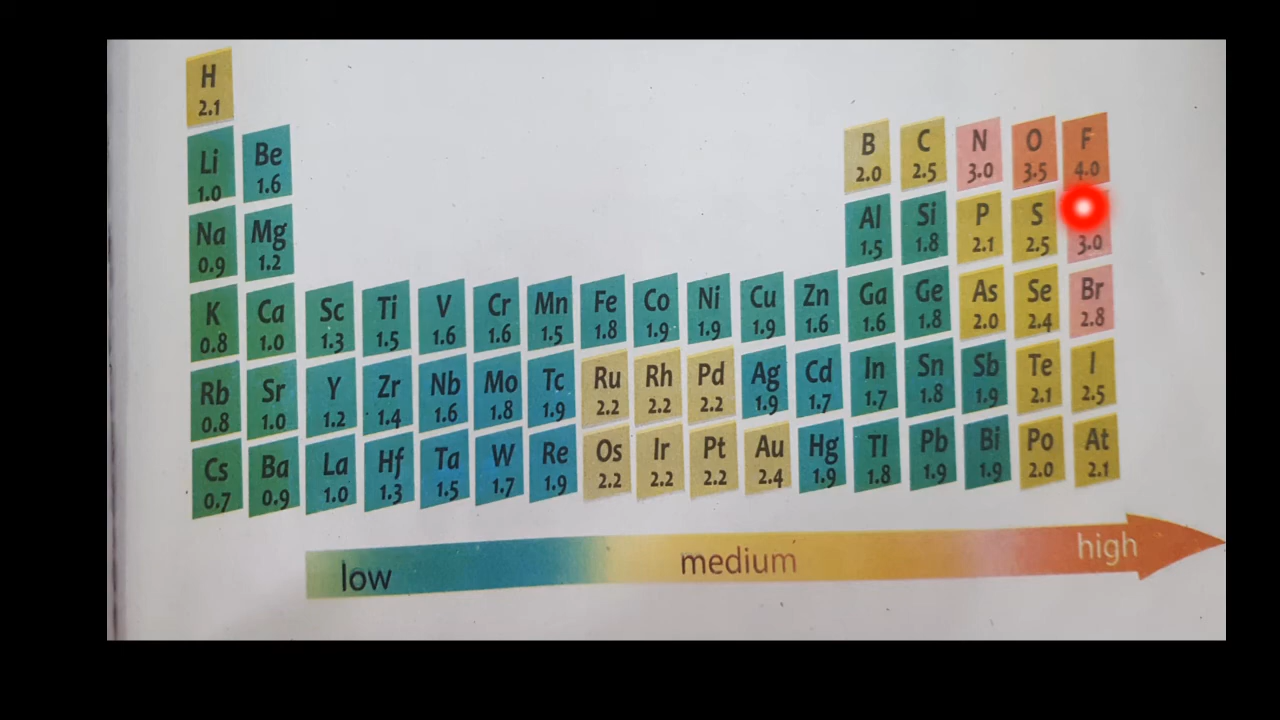 H
2.1
Li Be B C N O F
1.0 1.6 2.0 2.5 3.0 3.5 4.0
Na Mg Al Si P S
0.9 1.2 1.5 1.8 2.1 2.5 3.0
K Ca Sc Ti V Cr Mn Fe Co Ni Cu Zn Ga Ge As Se Br
0.8 1.0 1.3 1.5 1.6 1.6 1.5 1.8 1.9 1.9 1.9 1.6 1.6 1.8 2.0 2.4 2.8
Rb Sr Y Zr Nb Mo Tc Ru Rh Pd Ag Cd In Sn Sb Te I
0.8 1.0 1.2 1.4 1.6 1.8 1.9 2.2 2.2 2.2 1.9 1.7 1.7 1.8 1.9 2.1 2.5
Cs Ba La Hf Ta W Re Os Ir Pt Au Hg Tl Pb Bi Po At
0.7 0.9 1.0 1.3 1.5 1.7 1.9 2.2 2.2 2.2 2.4 1.9 1.8 1.9 1.9 2.0 2.1
low medium high